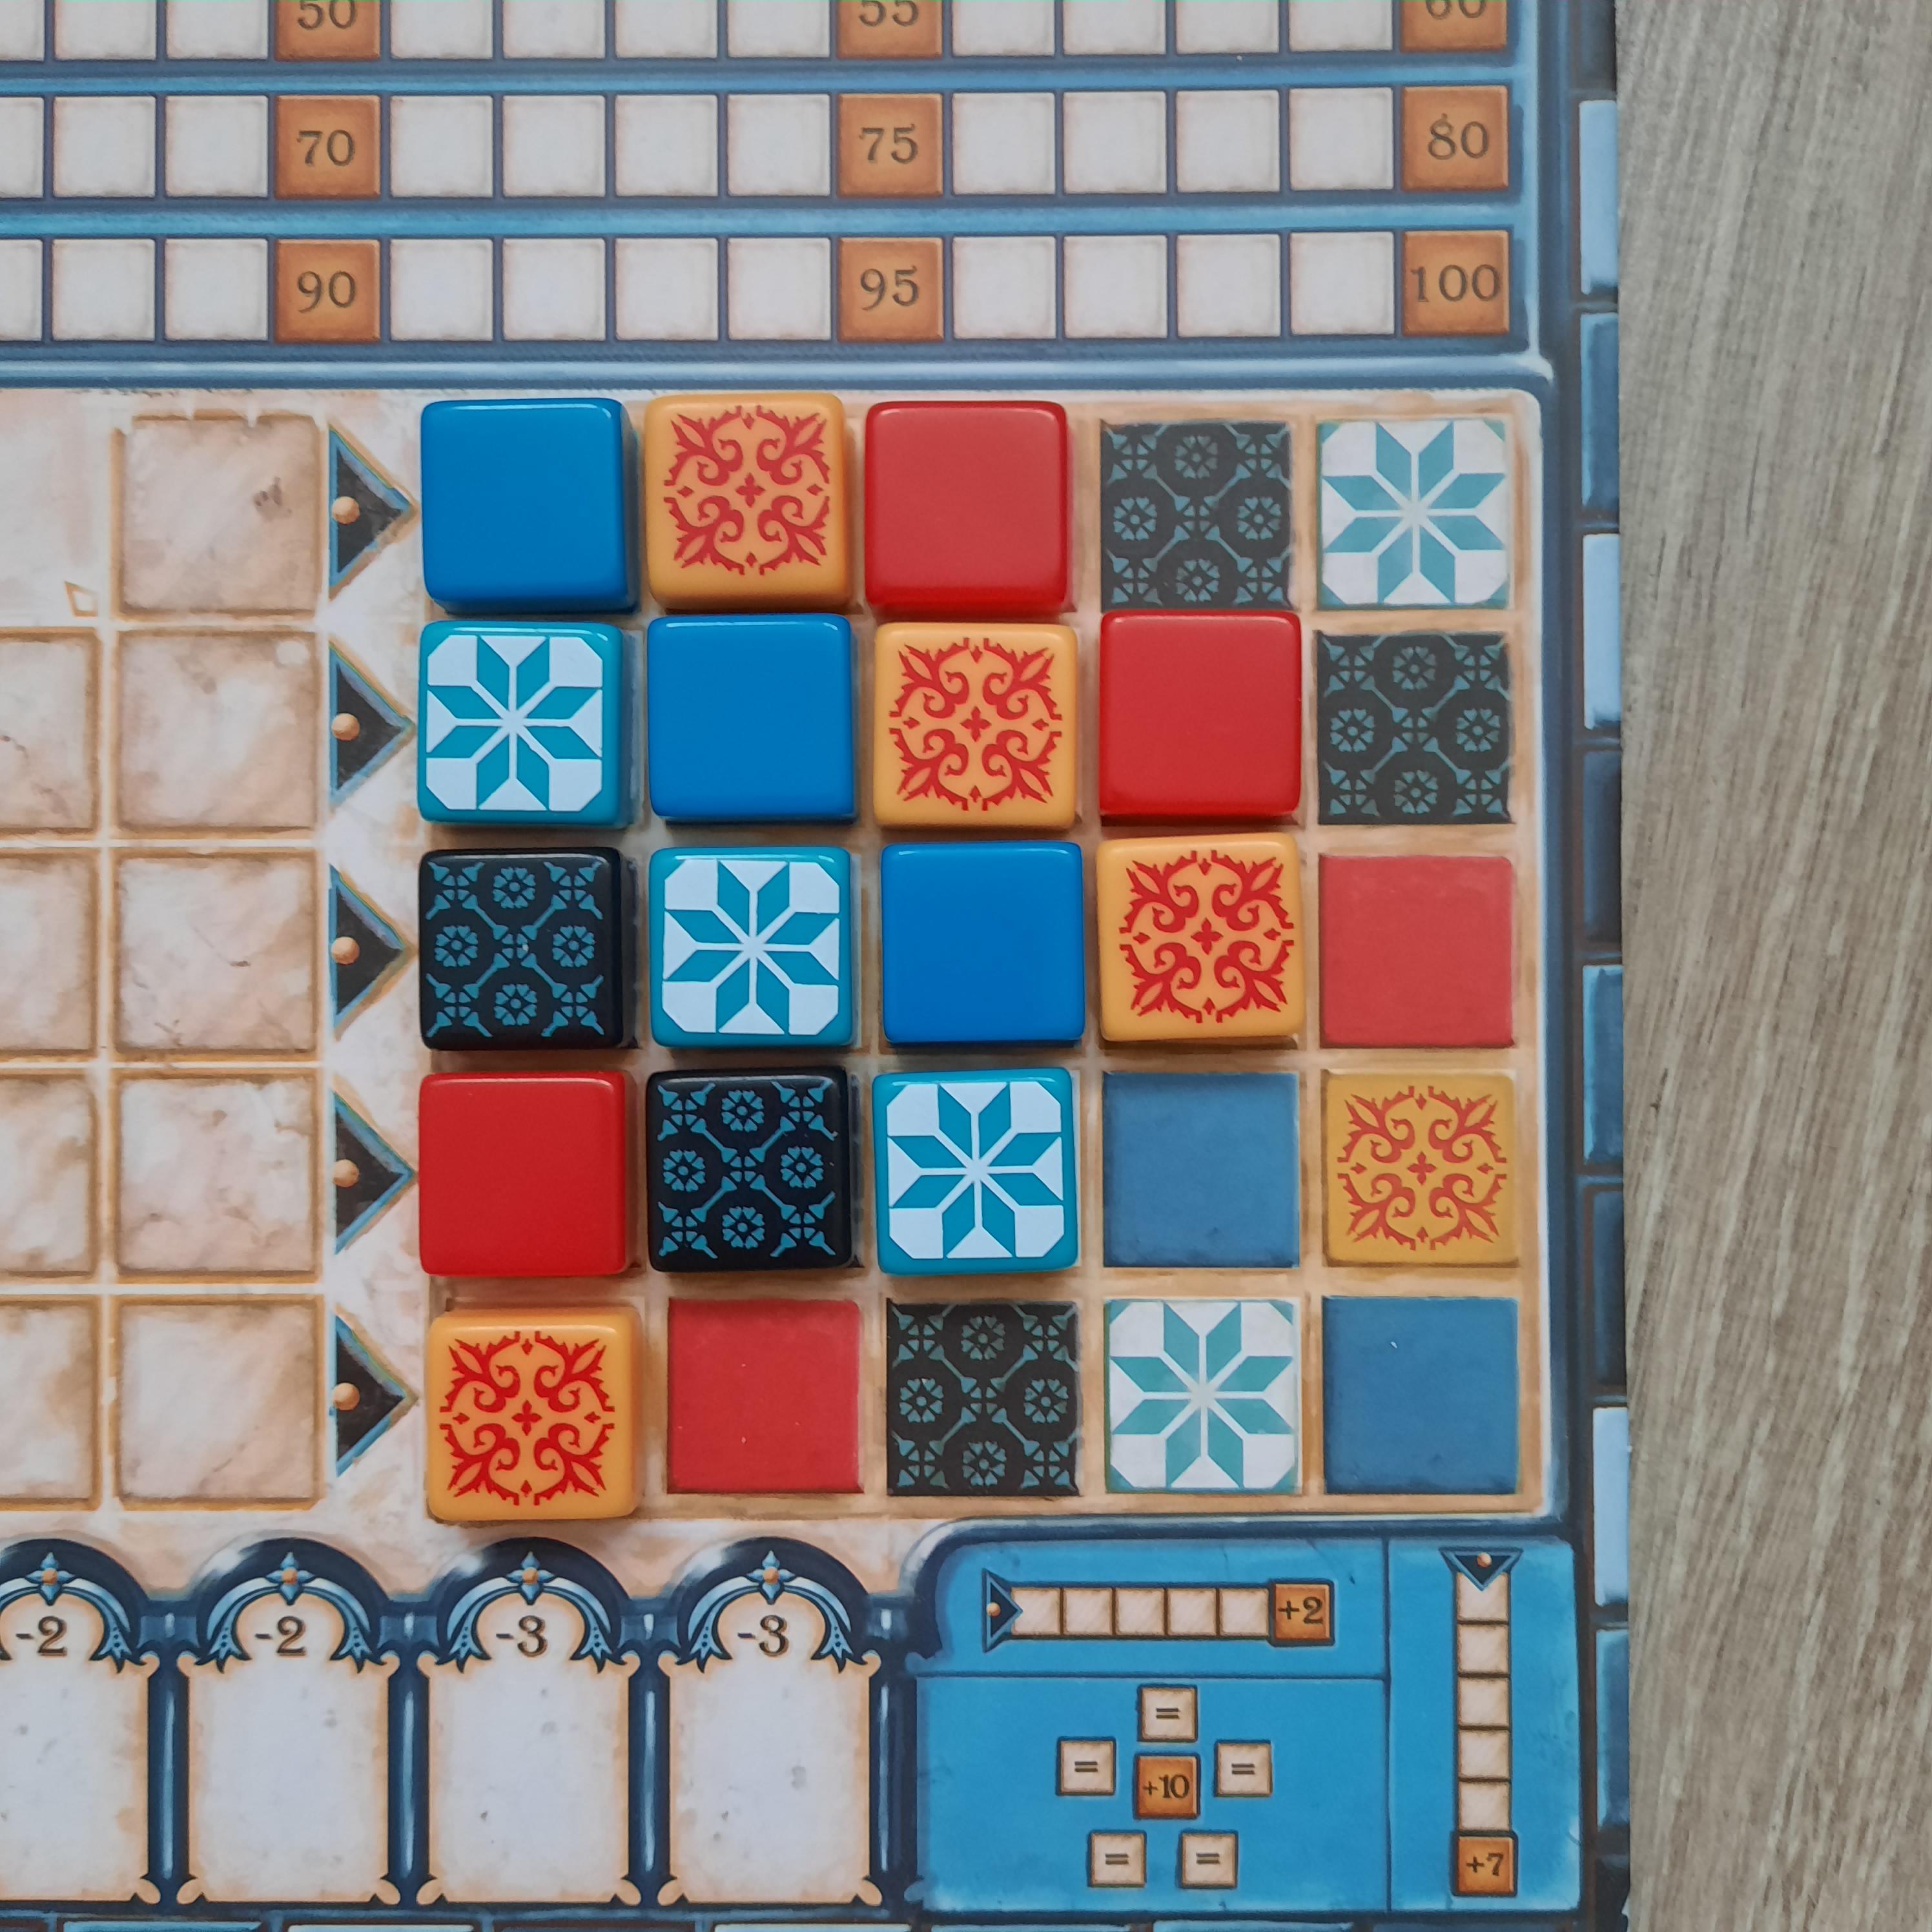 50 55 60
70 75 80
90 95 100
-2 -2 -3 -3
+2
=
= +10 =
= =
+7